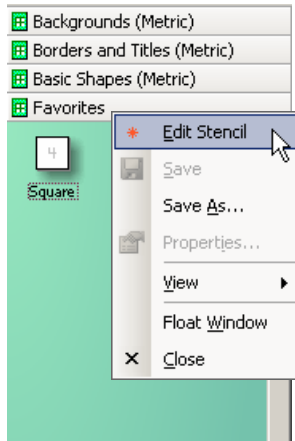 Backgrounds (Metric)
Borders and Titles (Metric)
Basic Shapes (Metric)
Favorites
Edit Stencil
4
Save
Square
Save As...
Properties...
View
Float Window
Close